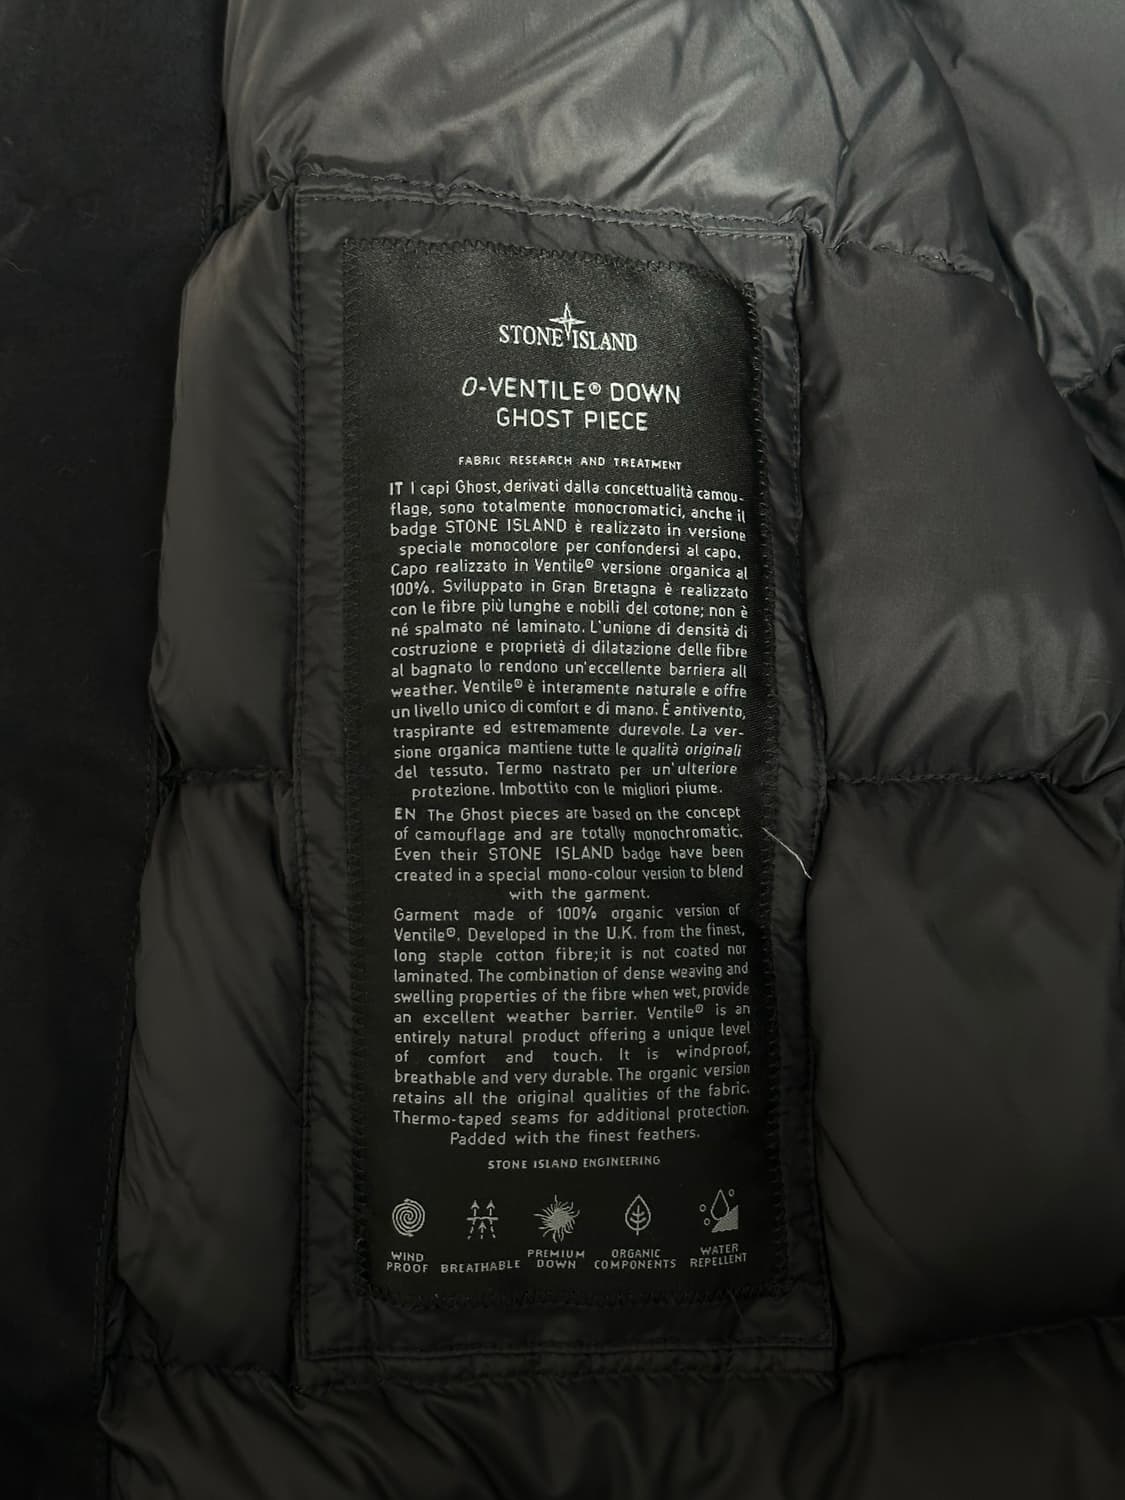 STONE ISLAND
O-VENTILE® DOWN
GHOST PIECE
FABRIC RESEARCH AND TREATMENT
IT I capi Ghost, derivati dalla concettualità camou-
flage, sono totalmente monocromatici, anche il
badge STONE ISLAND è realizzato in versione
speciale monocolore per confondersi al capo.
Capo realizzato in Ventile® versione organica al
100%. Sviluppato in Gran Bretagna è realizzato
con le fibre più lunghe e nobili del cotone; non è
né spalmato né laminato. L'unione di densità di
costruzione e proprietà di dilatazione delle fibre
al bagnato lo rendono un'eccellente barriera all
weather. Ventile® è interamente naturale e offre
un livello unico di comfort e di mano. È antivento,
traspirante ed estremamente durevole. La ver-
sione organica mantiene tutte le qualità originali
del tessuto. Termo nastrato per un'ulteriore
protezione. Imbottito con le migliori piume.
EN The Ghost pieces are based on the concept
of camouflage and are totally monochromatic.
Even their STONE ISLAND badge have been
created in a special mono-colour version to blend
with the garment.
Garment made of 100% organic version of
Ventile®. Developed in the U.K. from the finest,
long staple cotton fibre; it is not coated nor
laminated. The combination of dense weaving and
swelling properties of the fibre when wet, provide
an excellent weather barrier. Ventile® is an
entirely natural product offering a unique level
of comfort and touch. It is windproof,
breathable and very durable. The organic version
retains all the original qualities of the fabric.
Thermo-taped seams for additional protection.
Padded with the finest feathers.
STONE ISLAND ENGINEERING
WIND PROOF
BREATHABLE
PREMIUM DOWN
ORGANIC COMPONENTS
WATER REPELLENT